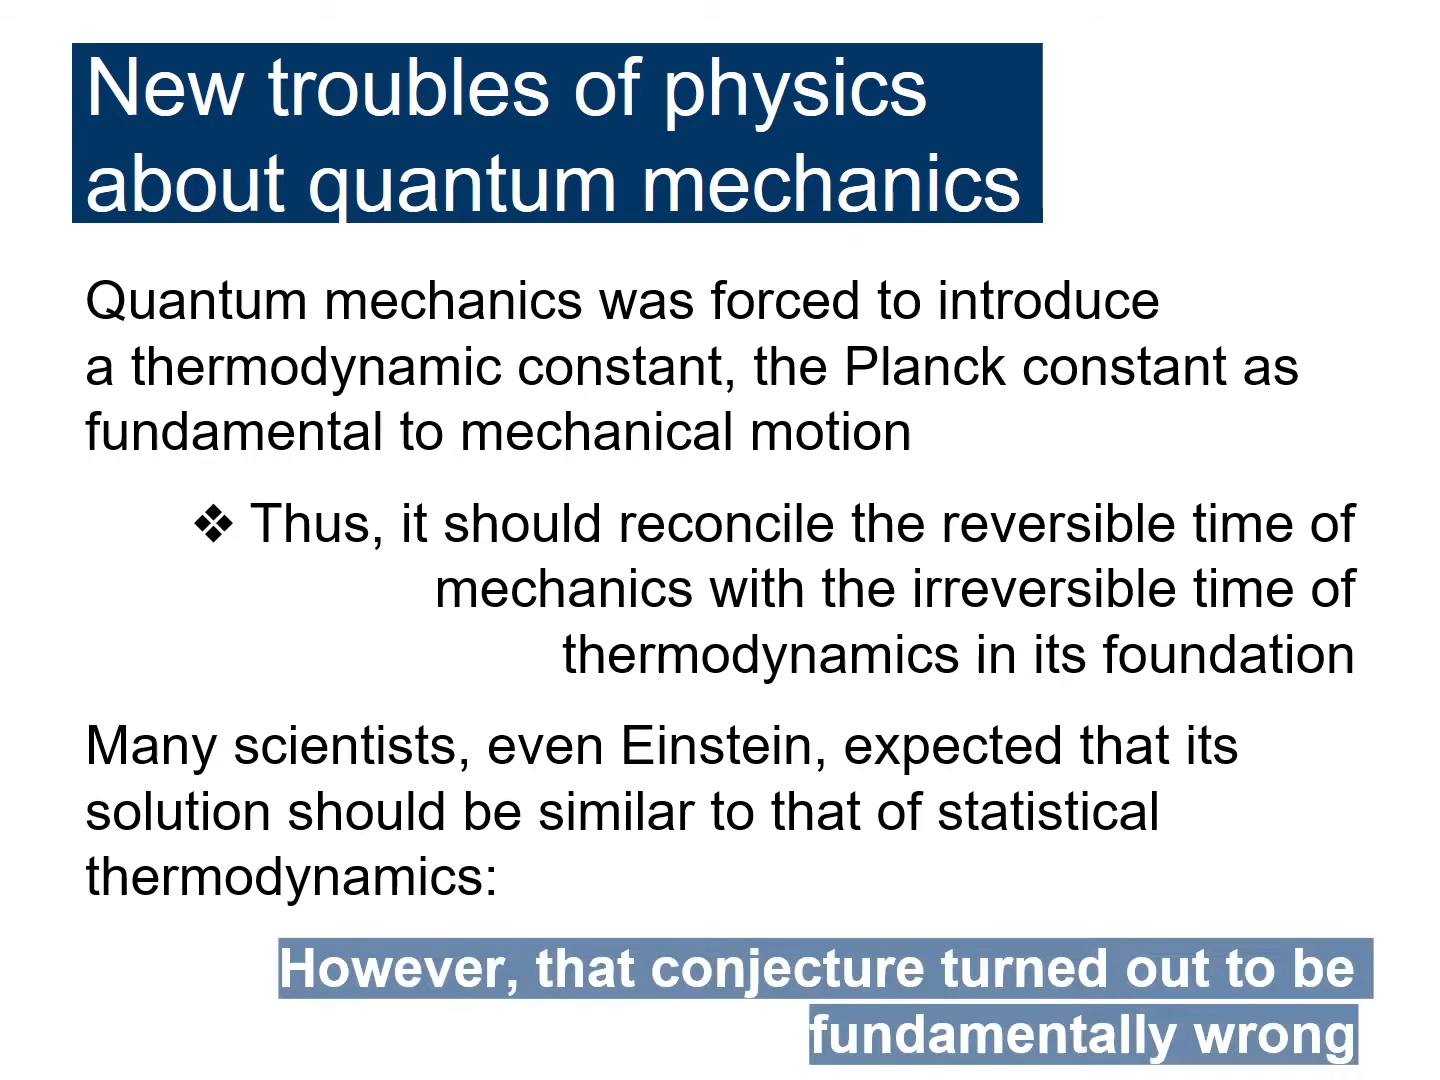 New troubles of physics
about quantum mechanics
Quantum mechanics was forced to introduce
a thermodynamic constant, the Planck constant as
fundamental to mechanical motion
❖ Thus, it should reconcile the reversible time of
mechanics with the irreversible time of
thermodynamics in its foundation
Many scientists, even Einstein, expected that its
solution should be similar to that of statistical
thermodynamics:
However, that conjecture turned out to be
fundamentally wrong